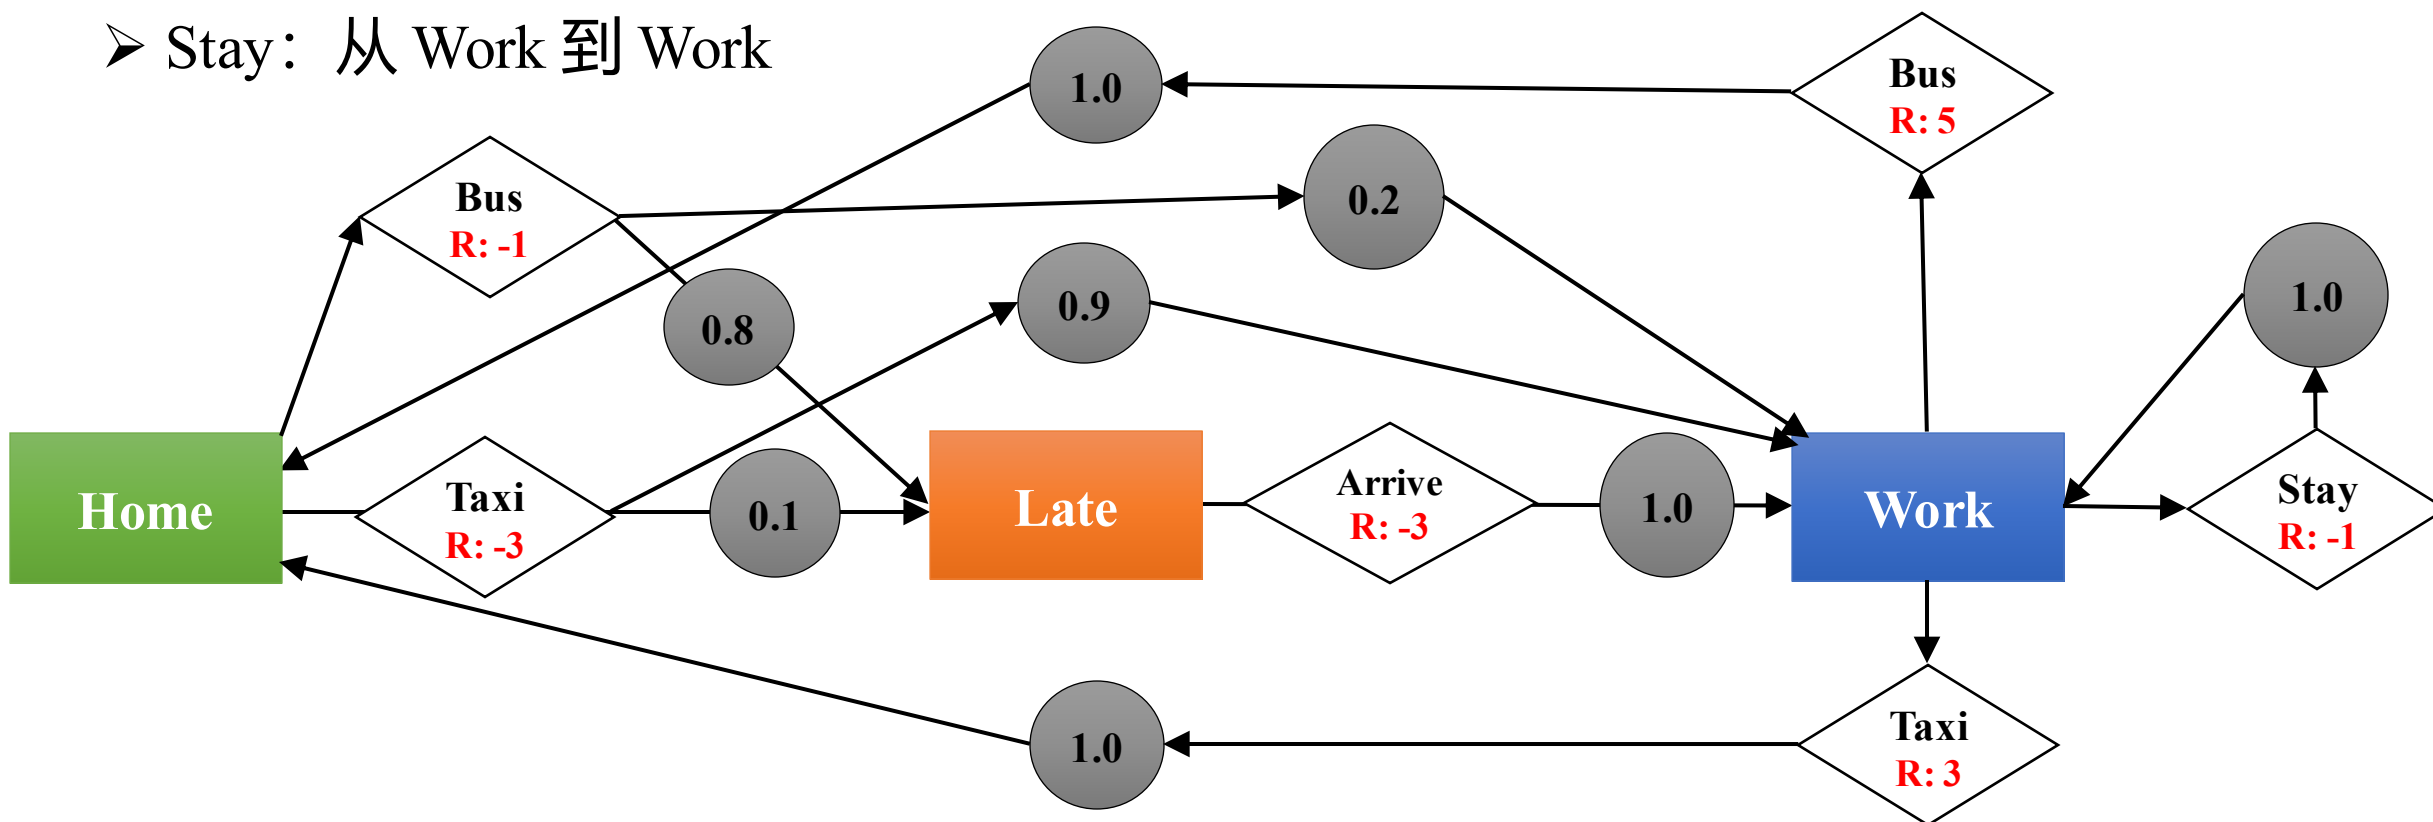 ➢ Stay：从 Work 到 Work
1.0
Bus
R: 5
Bus
R: -1
0.2
0.8
0.9
1.0
Home
Taxi
R: -3
0.1
Late
Arrive
R: -3
1.0
Work
Stay
R: -1
1.0
Taxi
R: 3